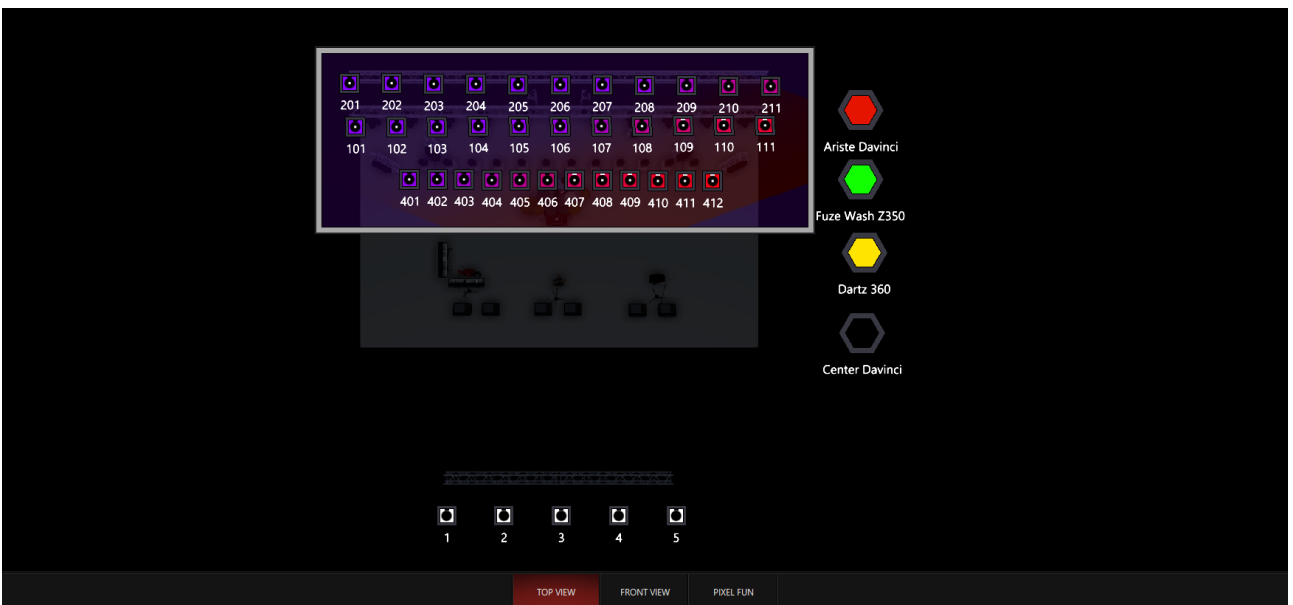 201 202 203 204 205 206 207 208 209 210 211
101 102 103 104 105 106 107 108 109 110 111
401 402 403 404 405 406 407 408 409 410 411 412
Ariste Davinci
Fuze Wash Z350
Dartz 360
Center Davinci
1 2 3 4 5
TOP VIEW FRONT VIEW PIXEL FUN